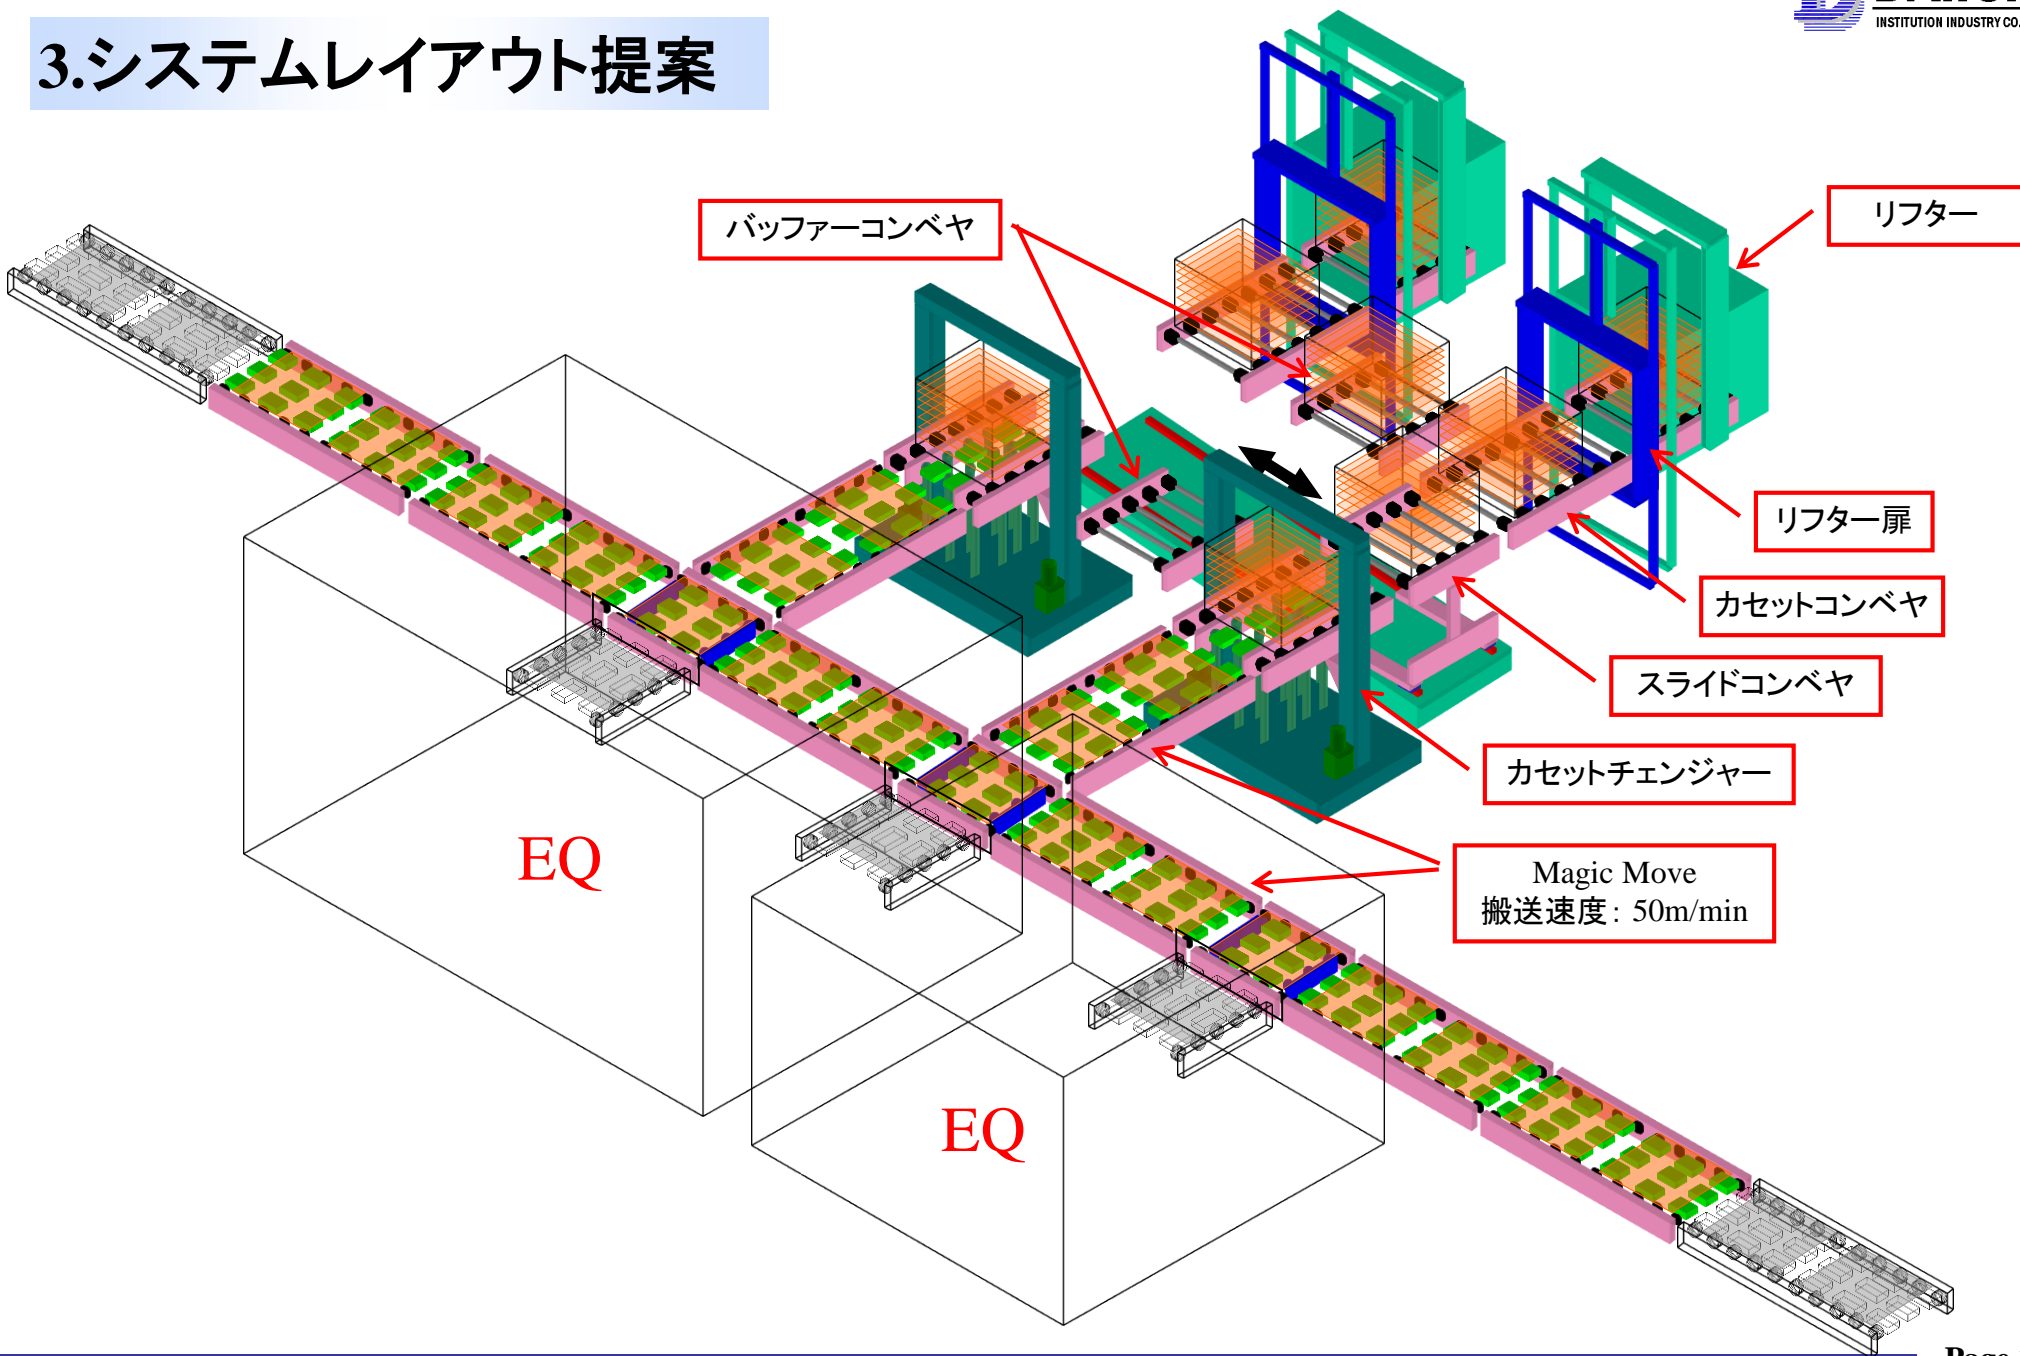 3.システムレイアウト提案
INSTITUTION INDUSTRY CO.
バッファーコンベヤ
リフター
リフター扉
カセットコンベヤ
スライドコンベヤ
カセットチェンジャー
Magic Move
搬送速度: 50m/min
EQ
EQ